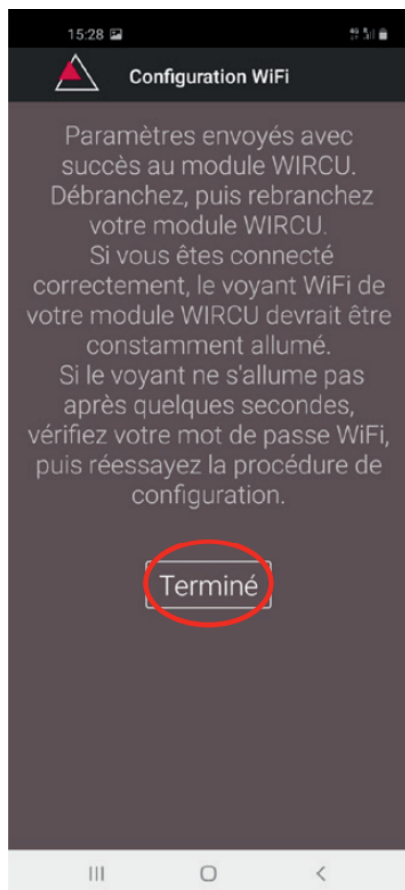 15:28
Configuration WiFi
Paramètres envoyés avec
succès au module WIRCU.
Débranchez, puis rebranchez
votre module WIRCU.
Si vous êtes connecté
correctement, le voyant WiFi de
votre module WIRCU devrait être
constamment allumé.
Si le voyant ne s'allume pas
après quelques secondes,
vérifiez votre mot de passe WiFi,
puis réessayez la procédure de
configuration.
Terminé